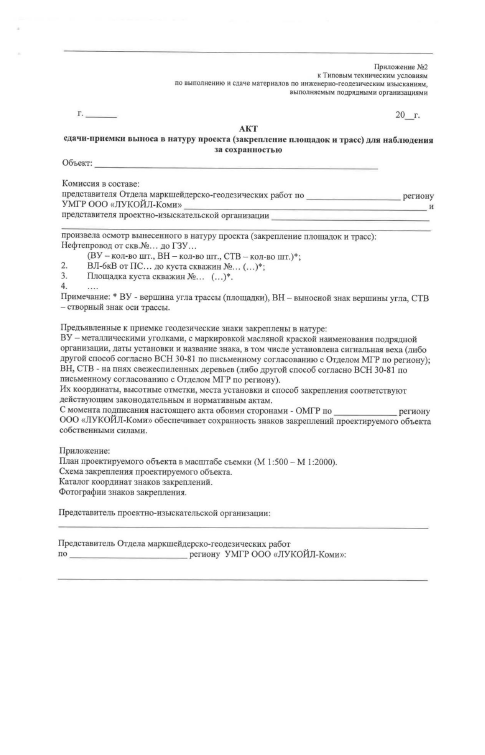 Приложение №2
к Типовым техническим условиям
по выполнению и сдаче материалов по инженерно-геодезическим изысканиям,
выполняемым подрядными организациями
г. ______ 20__г.
АКТ
сдачи-приемки выноса в натуру проекта (закрепление площадок и трасс) для наблюдения
за сохранностью
Объект: ______
Комиссия в составе:
представителя Отдела маркшейдерско-геодезических работ по ______ региону
УМГР ООО «ЛУКОЙЛ-Коми» ______ и
представителя проектно-изыскательской организации ______
произвела осмотр вынесенного в натуру проекта (закрепление площадок и трасс):
Нефтепровод от скв.№… до ГЗУ…
(ВУ – кол-во шт., ВН – кол-во шт., СТВ – кол-во шт.)*;
2. ВЛ-6кВ от ПС… до куста скважин №… (…)*;
3. Площадка куста скважин №… (…)*.
4. ….
Примечание: * ВУ - вершина угла трассы (площадки), ВН – выносной знак вершины угла, СТВ
– створный знак оси трассы.
Предъявленные к приемке геодезические знаки закреплены в натуре:
ВУ – металлическими уголками, с маркировкой масляной краской наименования подрядной
организации, даты установки и название знака, в том числе установлена сигнальная веха (либо
другой способ согласно ВСН 30-81 по письменному согласованию с Отделом МГР по региону);
ВН, СТВ - на пнях свежеспиленных деревьев (либо другой способ согласно ВСН 30-81 по
письменному согласованию с Отделом МГР по региону).
Их координаты, высотные отметки, места установки и способ закрепления соответствуют
действующим законодательным и нормативным актам.
С момента подписания настоящего акта обоими сторонами - ОМГР по ______ региону
ООО «ЛУКОЙЛ-Коми» обеспечивает сохранность знаков закреплений проектируемого объекта
собственными силами.
Приложение:
План проектируемого объекта в масштабе съемки (М 1:500 – М 1:2000).
Схема закрепления проектируемого объекта.
Каталог координат знаков закреплений.
Фотографии знаков закрепления.
Представитель проектно-изыскательской организации:
Представитель Отдела маркшейдерско-геодезических работ
по ______ региону УМГР ООО «ЛУКОЙЛ-Коми»: